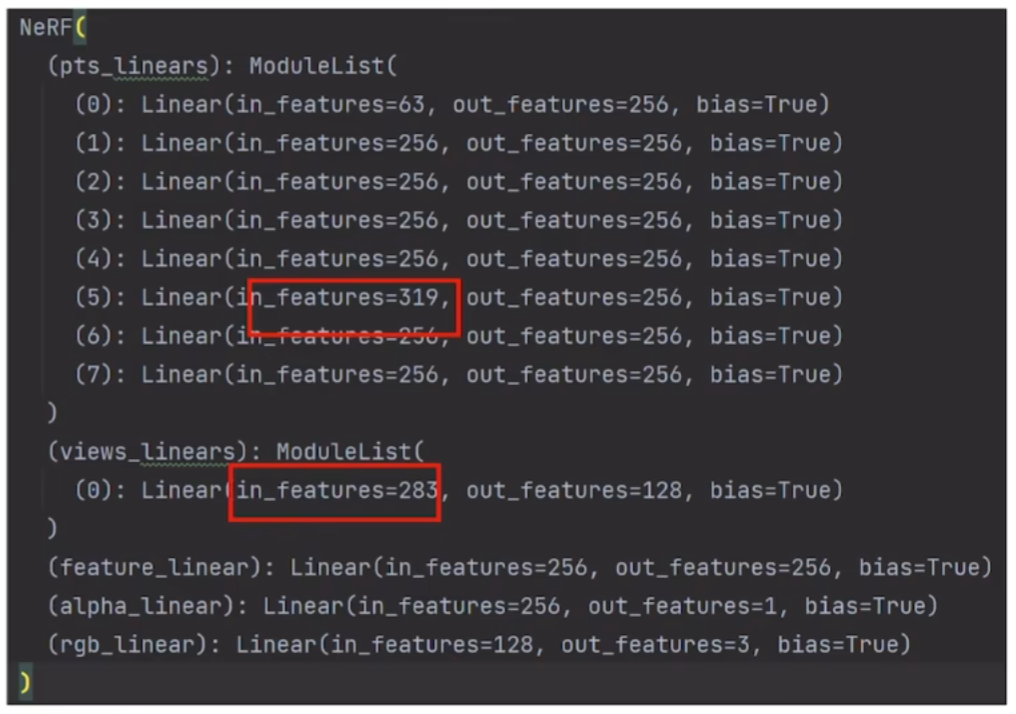 NeRF(
(pts_linears): ModuleList(
(0): Linear(in_features=63, out_features=256, bias=True)
(1): Linear(in_features=256, out_features=256, bias=True)
(2): Linear(in_features=256, out_features=256, bias=True)
(3): Linear(in_features=256, out_features=256, bias=True)
(4): Linear(in_features=256, out_features=256, bias=True)
(5): Linear(in_features=319, out_features=256, bias=True)
(6): Linear(in_features=256, out_features=256, bias=True)
(7): Linear(in_features=256, out_features=256, bias=True)
)
(views_linears): ModuleList(
(0): Linear(in_features=283, out_features=128, bias=True)
)
(feature_linear): Linear(in_features=256, out_features=256, bias=True)
(alpha_linear): Linear(in_features=256, out_features=1, bias=True)
(rgb_linear): Linear(in_features=128, out_features=3, bias=True)
)